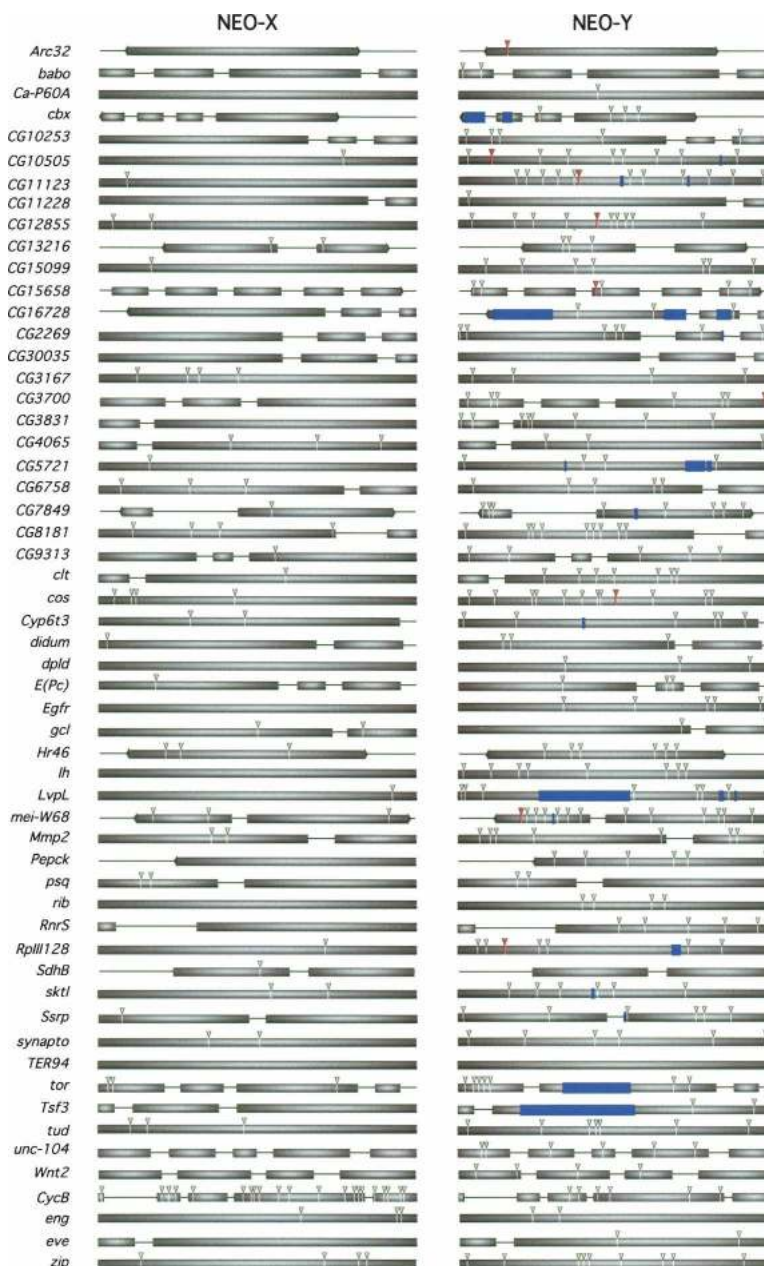 NEO-X NEO-Y
Arc32
babo
Ca-P60A
cbx
CG10253
CG10505
CG11123
CG11228
CG12855
CG13216
CG15099
CG15658
CG16728
CG2269
CG30035
CG3167
CG3700
CG3831
CG4065
CG5721
CG6758
CG7849
CG8181
CG9313
clt
cos
Cyp6t3
didum
dpld
E(Pc)
Egfr
gcl
Hr46
Ih
LvpL
mei-W68
Mmp2
Pepck
psq
rib
RnrS
RpIII128
SdhB
sktl
Ssrp
synapto
TER94
tor
Tsf3
tud
unc-104
Wnt2
CycB
eng
eve
zip